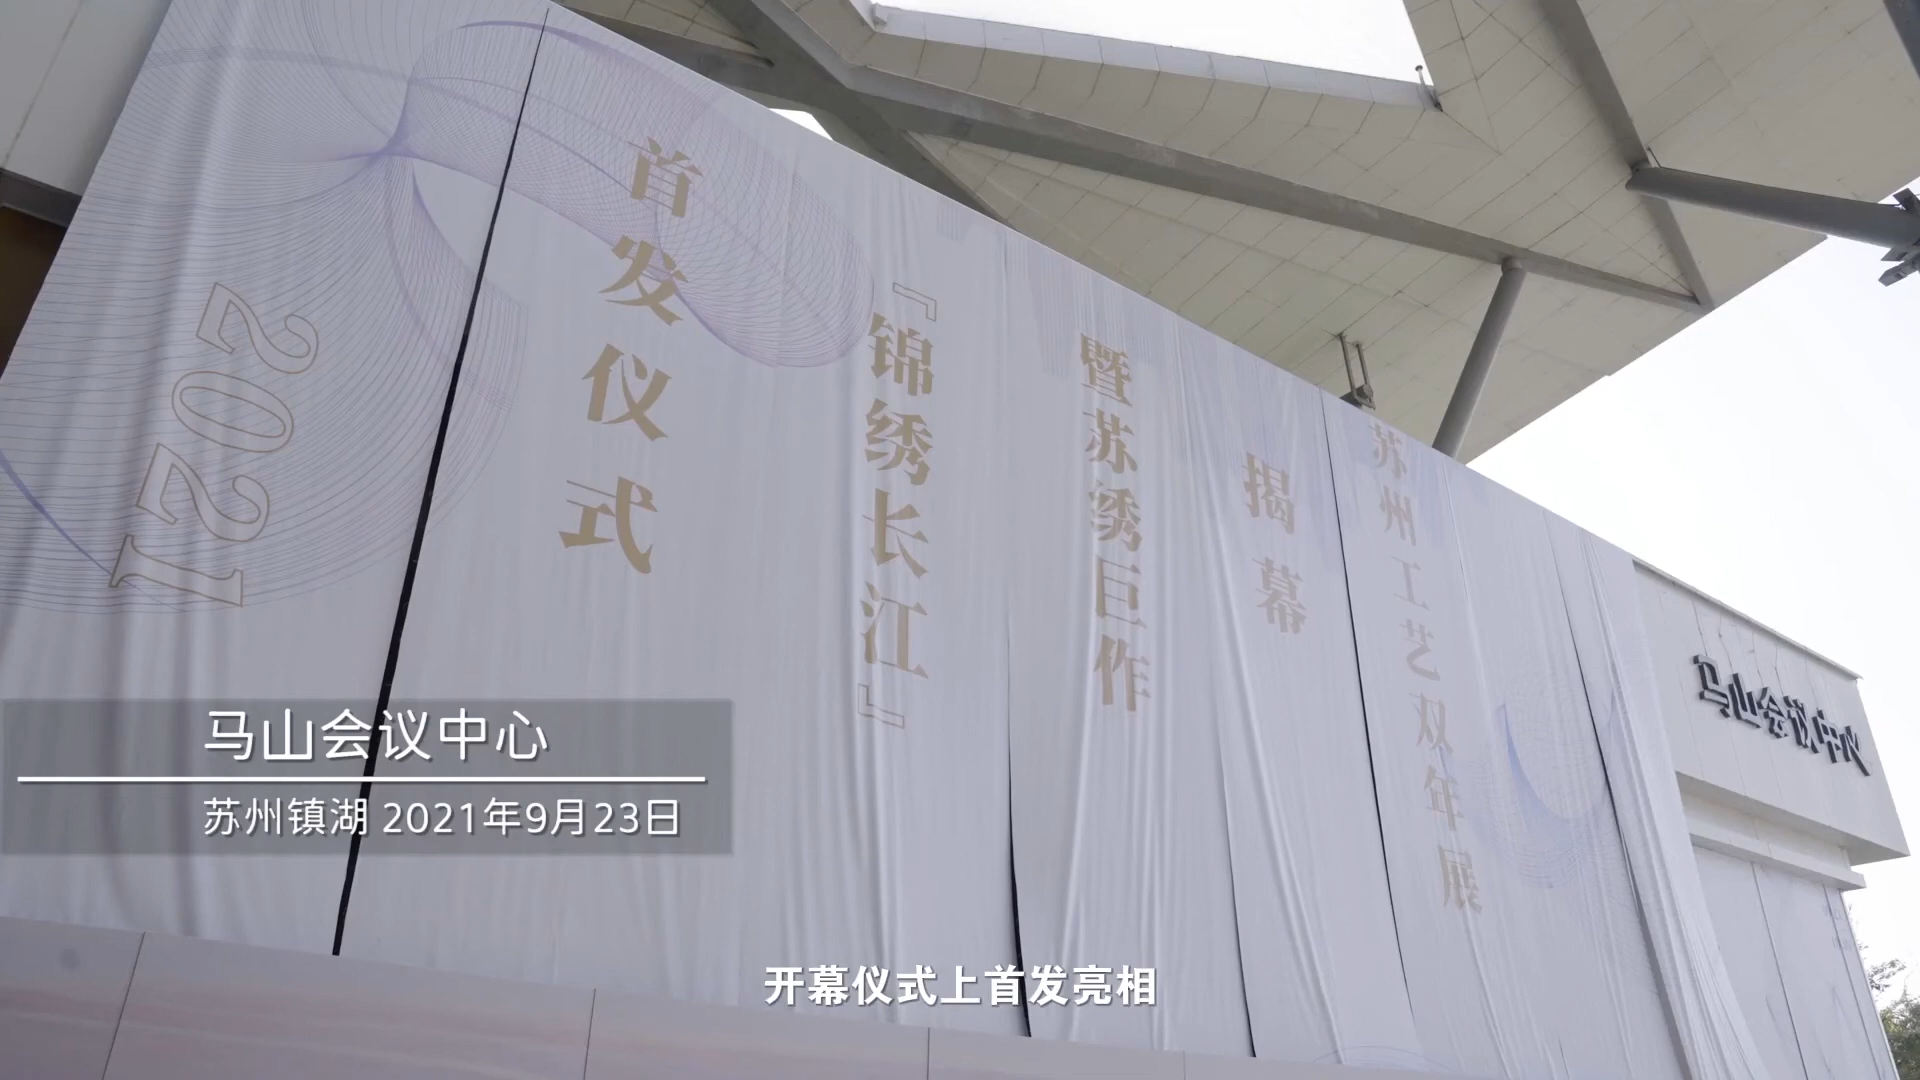 苏州工艺双年展
揭幕
暨苏绣巨作
『锦绣长江』
首发仪式
2021
马山会议中心
马山会议中心
苏州镇湖 2021年9月23日
开幕仪式上首发亮相